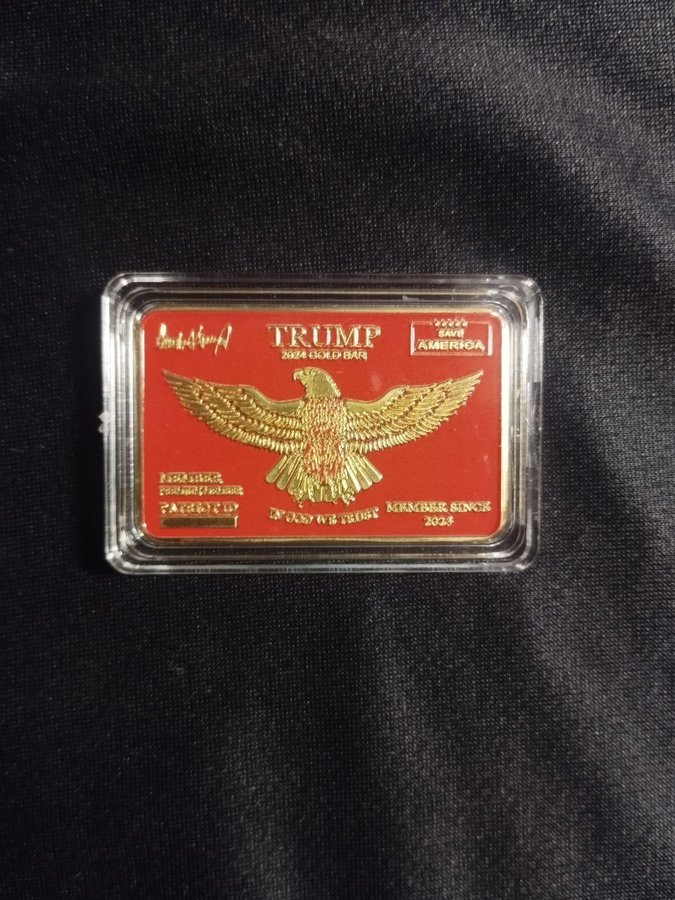 TRUMP
2024 GOLD BAR
SAVE
AMERICA
MEMBER
PATRIOT ID
IN GOD WE TRUST
MEMBER SINCE
2023